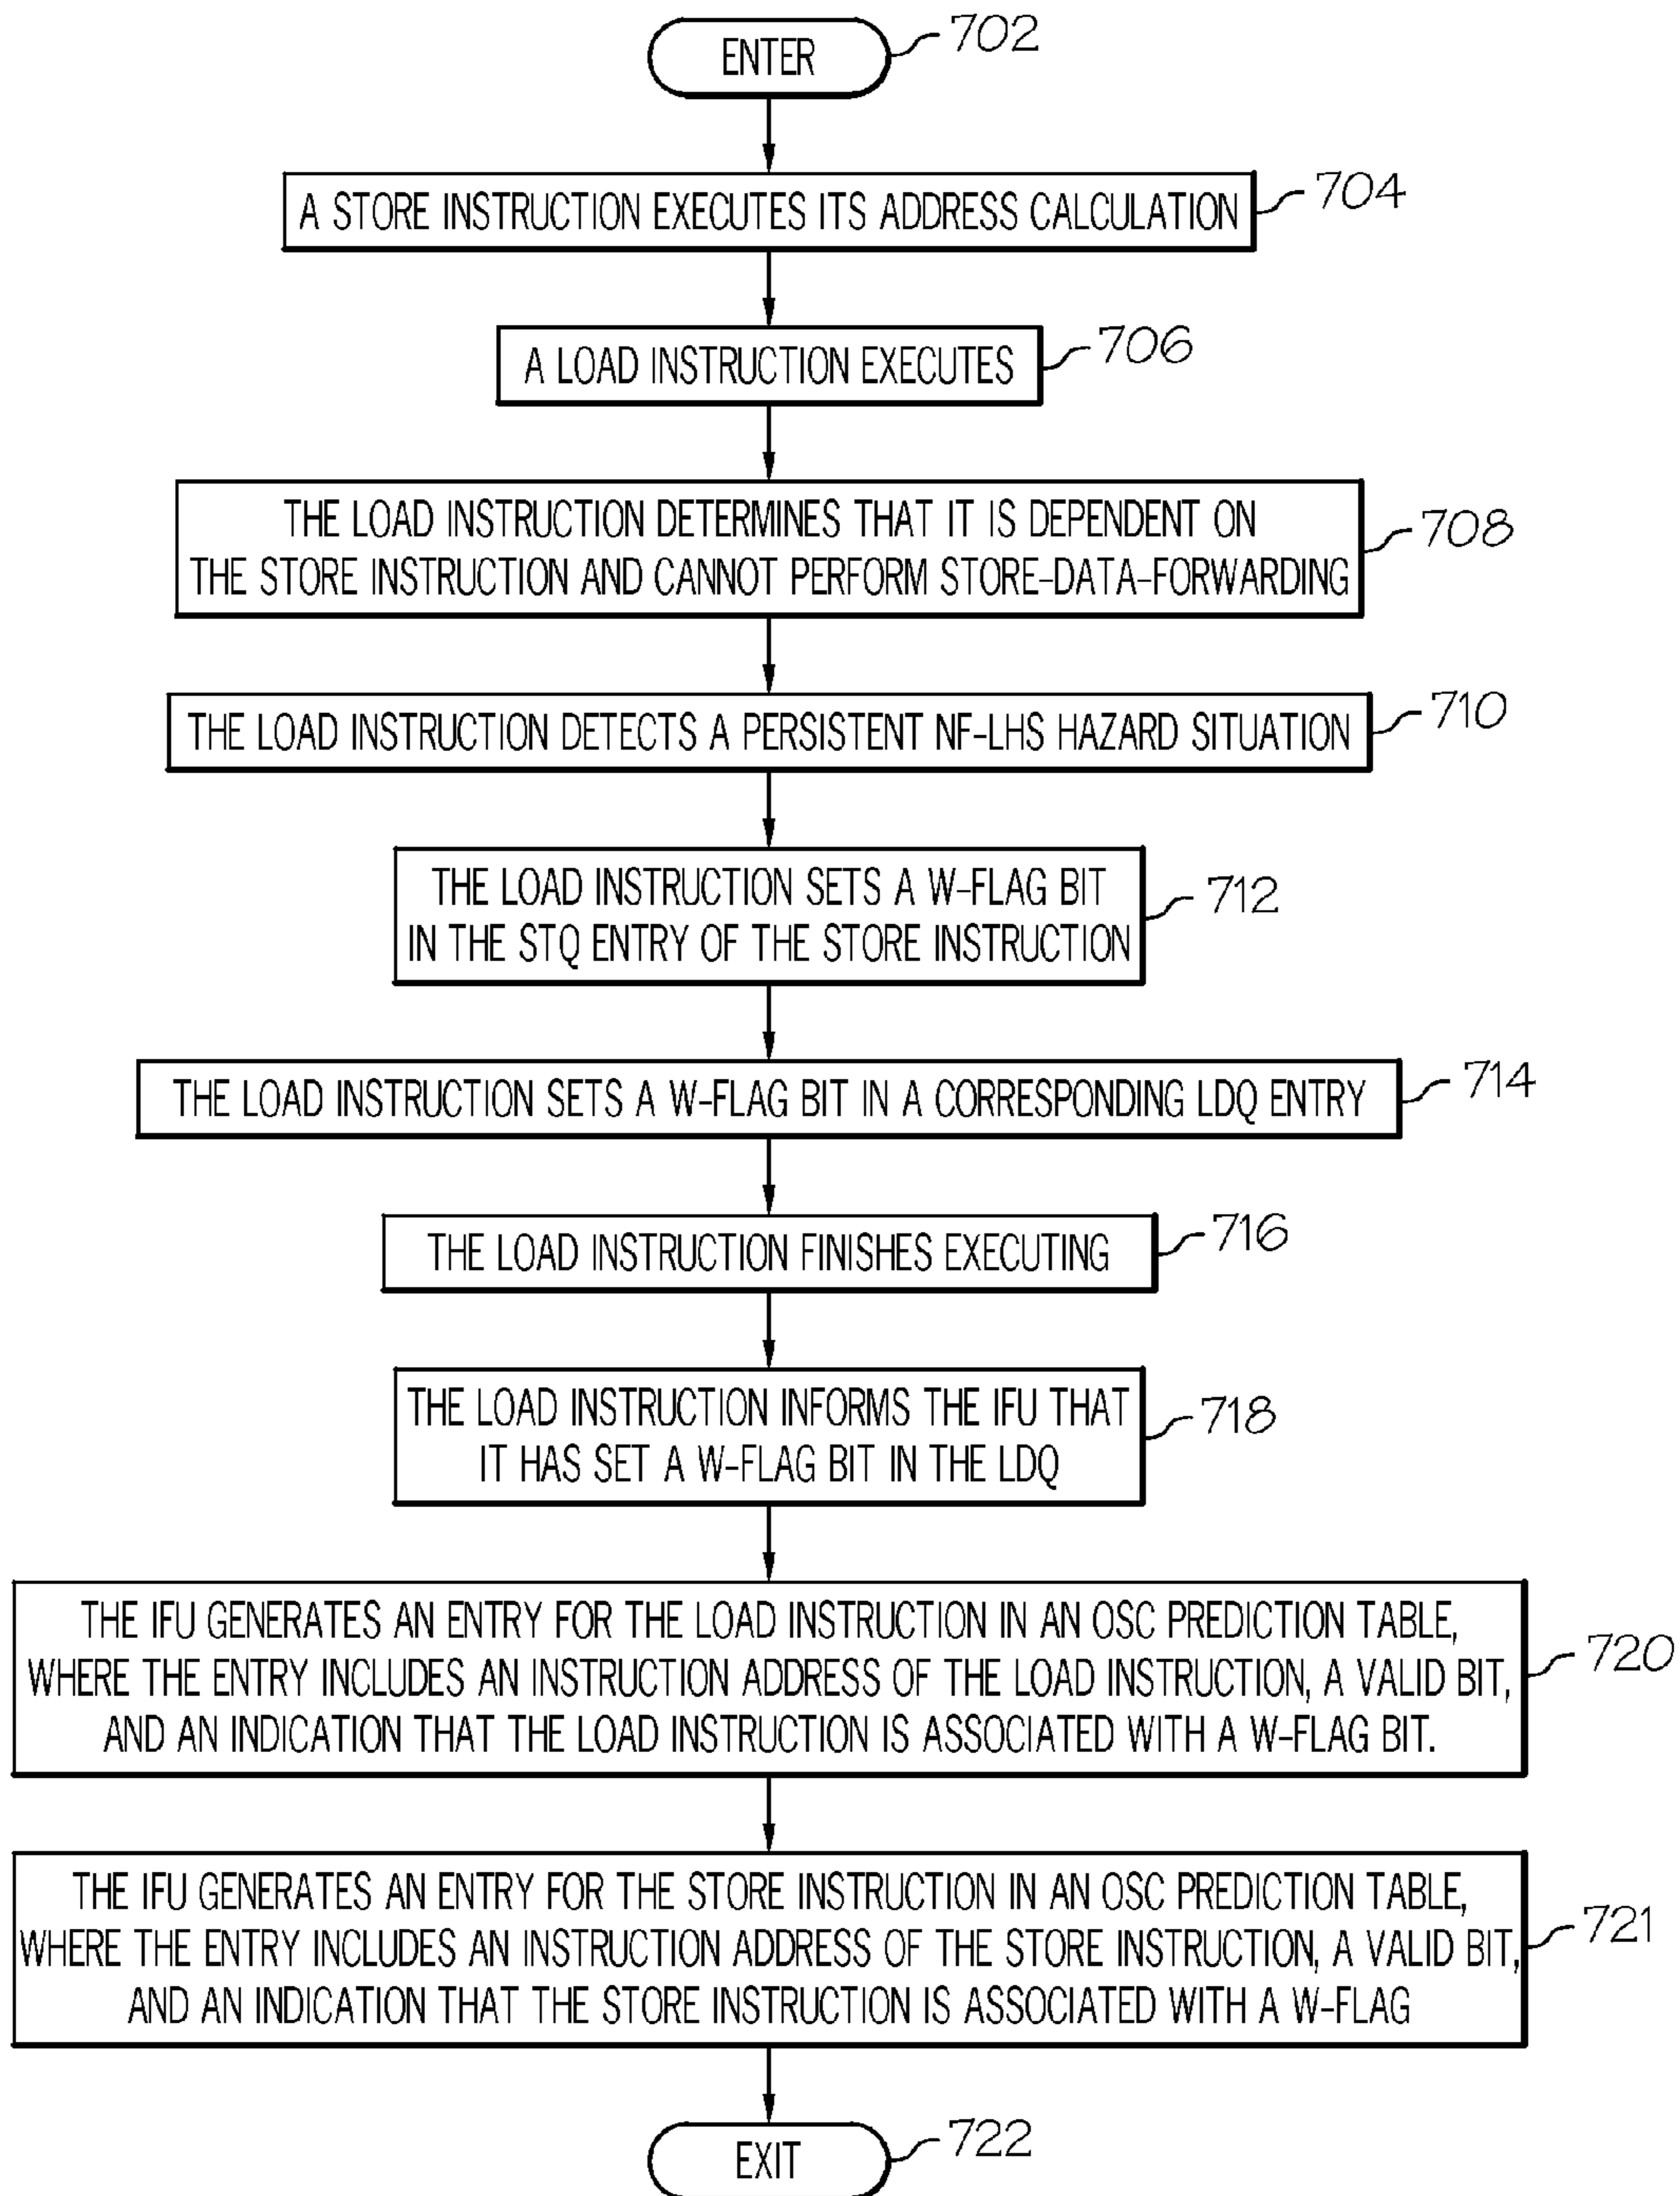 ENTER 702
A STORE INSTRUCTION EXECUTES ITS ADDRESS CALCULATION 704
A LOAD INSTRUCTION EXECUTES 706
THE LOAD INSTRUCTION DETERMINES THAT IT IS DEPENDENT ON
THE STORE INSTRUCTION AND CANNOT PERFORM STORE-DATA-FORWARDING
708
THE LOAD INSTRUCTION DETECTS A PERSISTENT NF-LHS HAZARD SITUATION 710
THE LOAD INSTRUCTION SETS A W-FLAG BIT
IN THE STQ ENTRY OF THE STORE INSTRUCTION
712
THE LOAD INSTRUCTION SETS A W-FLAG BIT IN A CORRESPONDING LDQ ENTRY 714
THE LOAD INSTRUCTION FINISHES EXECUTING 716
THE LOAD INSTRUCTION INFORMS THE IFU THAT
IT HAS SET A W-FLAG BIT IN THE LDQ
718
THE IFU GENERATES AN ENTRY FOR THE LOAD INSTRUCTION IN AN OSC PREDICTION TABLE,
WHERE THE ENTRY INCLUDES AN INSTRUCTION ADDRESS OF THE LOAD INSTRUCTION, A VALID BIT,
AND AN INDICATION THAT THE LOAD INSTRUCTION IS ASSOCIATED WITH A W-FLAG BIT.
720
THE IFU GENERATES AN ENTRY FOR THE STORE INSTRUCTION IN AN OSC PREDICTION TABLE,
WHERE THE ENTRY INCLUDES AN INSTRUCTION ADDRESS OF THE STORE INSTRUCTION, A VALID BIT,
AND AN INDICATION THAT THE STORE INSTRUCTION IS ASSOCIATED WITH A W-FLAG
721
EXIT 722